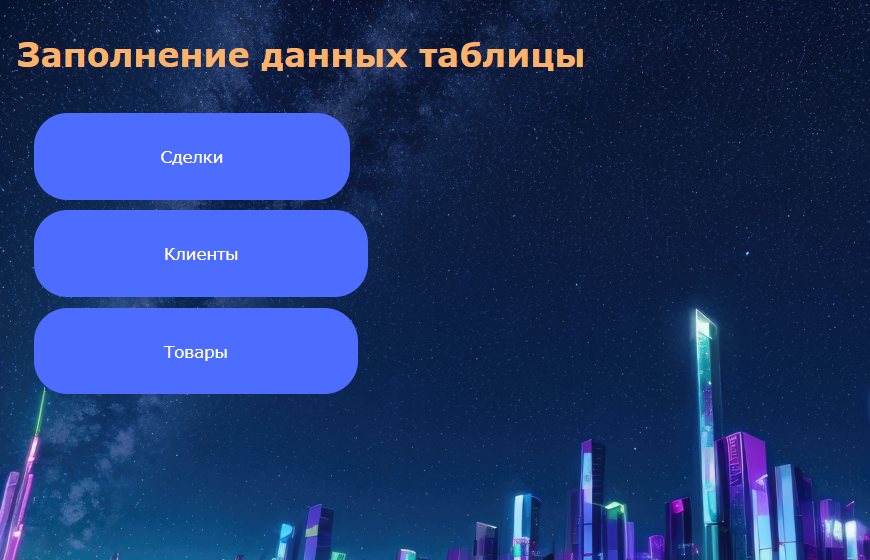 Заполнение данных таблицы
Сделки
Клиенты
Товары